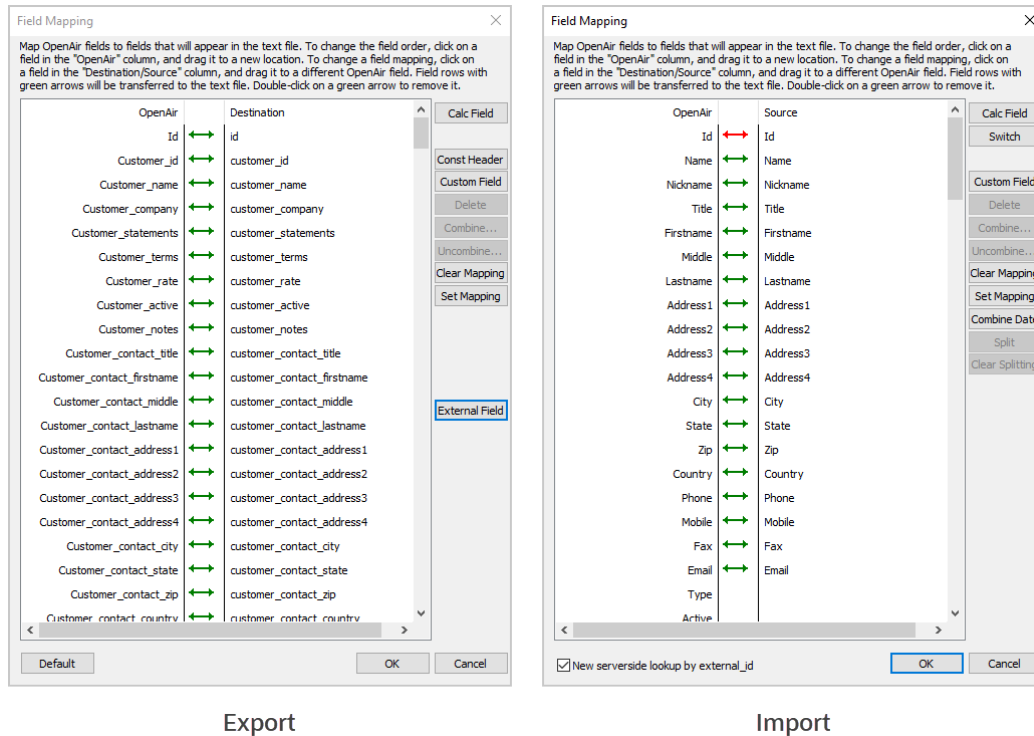 Field Mapping
Map OpenAir fields to fields that will appear in the text file. To change the field order, click on a
field in the "OpenAir" column, and drag it to a new location. To change a field mapping, click on
a field in the "Destination/Source" column, and drag it to a different OpenAir field. Field rows with
green arrows will be transferred to the text file. Double-click on a green arrow to remove it.
OpenAir Destination
Id id
Customer_id customer_id
Customer_name customer_name
Customer_company customer_company
Customer_statements customer_statements
Customer_terms customer_terms
Customer_rate customer_rate
Customer_active customer_active
Customer_notes customer_notes
Customer_contact_title customer_contact_title
Customer_contact_firstname customer_contact_firstname
Customer_contact_middle customer_contact_middle
Customer_contact_lastname customer_contact_lastname
Customer_contact_address1 customer_contact_address1
Customer_contact_address2 customer_contact_address2
Customer_contact_address3 customer_contact_address3
Customer_contact_address4 customer_contact_address4
Customer_contact_city customer_contact_city
Customer_contact_state customer_contact_state
Customer_contact_zip customer_contact_zip
Customer_contact_country customer_contact_country
Calc Field
Const Header
Custom Field
Delete
Combine...
Uncombine...
Clear Mapping
Set Mapping
External Field
Default OK Cancel
Export
Field Mapping
Map OpenAir fields to fields that will appear in the text file. To change the field order, click on a
field in the "OpenAir" column, and drag it to a new location. To change a field mapping, click on
a field in the "Destination/Source" column, and drag it to a different OpenAir field. Field rows with
green arrows will be transferred to the text file. Double-click on a green arrow to remove it.
OpenAir Source
Id Id
Name Name
Nickname Nickname
Title Title
Firstname Firstname
Middle Middle
Lastname Lastname
Address1 Address1
Address2 Address2
Address3 Address3
Address4 Address4
City City
State State
Zip Zip
Country Country
Phone Phone
Mobile Mobile
Fax Fax
Email Email
Type
Active
Calc Field
Switch
Custom Field
Delete
Combine...
Uncombine...
Clear Mapping
Set Mapping
Combine Date
Split
Clear Splitting
New serverside lookup by external_id OK Cancel
Import